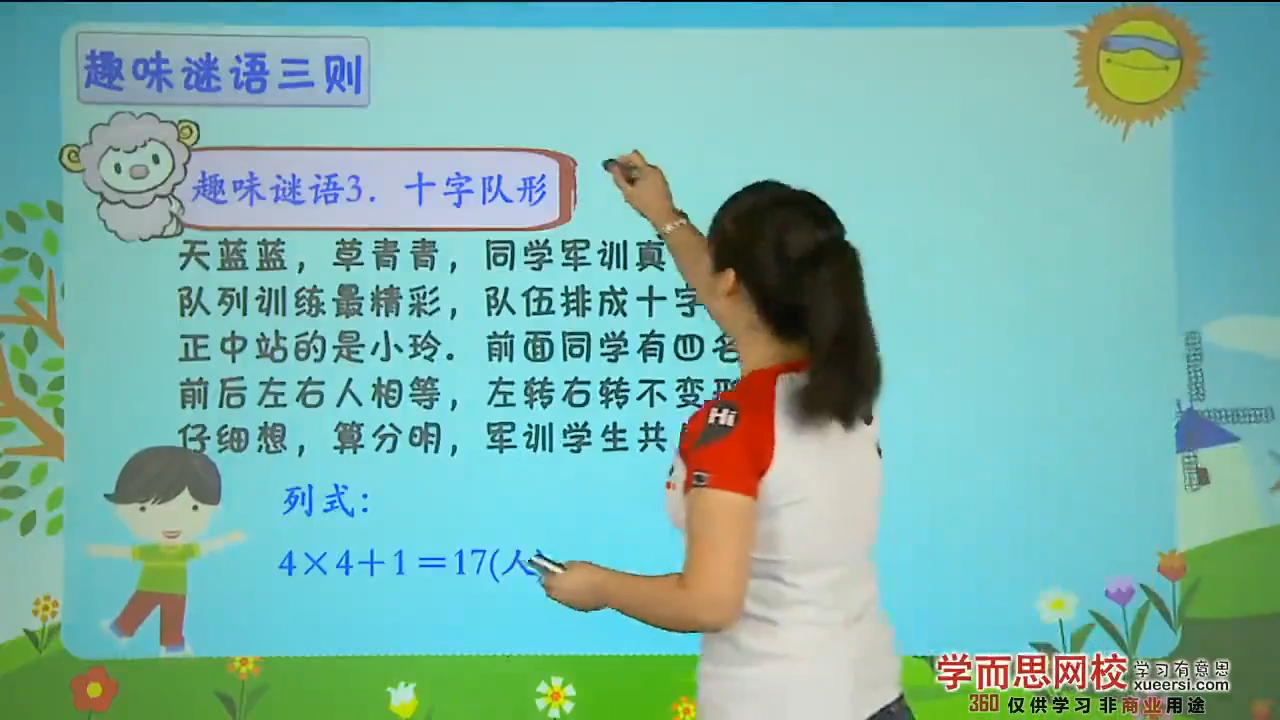 趣味谜语三则
趣味谜语3．十字队形
天蓝蓝，草青青，同学军训真
队列训练最精彩，队伍排成十字
正中站的是小玲．前面同学有四名
前后左右人相等，左转右转不变形
仔细想，算分明，军训学生共
列式：
4×4＋1＝17(人)
Hi
学而思网校 学习有意思
xueersi.com
360 仅供学习 非商业用途